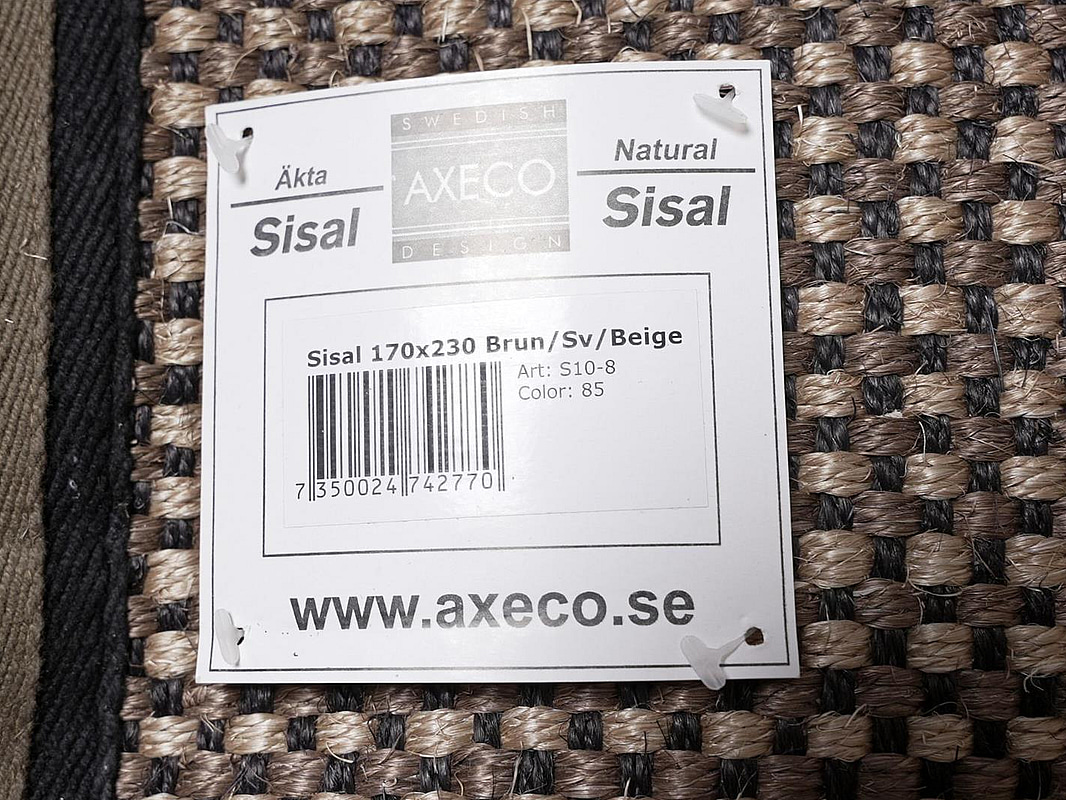 Äkta
Sisal
SWEDISH
AXECO
DESIGN
Natural
Sisal
Sisal 170x230 Brun/Sv/Beige
Art: S10-8
Color: 85
7 350024 742770
www.axeco.se